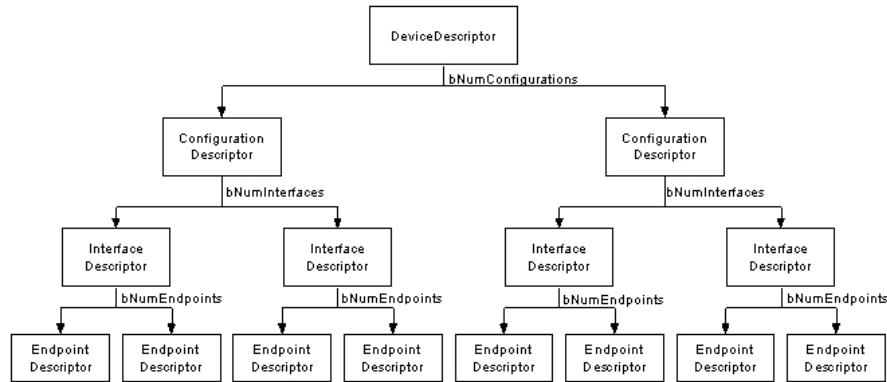 DeviceDescriptor
bNumConfigurations
Configuration
Descriptor
Configuration
Descriptor
bNumInterfaces
bNumInterfaces
Interface
Descriptor
Interface
Descriptor
Interface
Descriptor
Interface
Descriptor
bNumEndpoints
bNumEndpoints
bNumEndpoints
bNumEndpoints
Endpoint
Descriptor
Endpoint
Descriptor
Endpoint
Descriptor
Endpoint
Descriptor
Endpoint
Descriptor
Endpoint
Descriptor
Endpoint
Descriptor
Endpoint
Descriptor